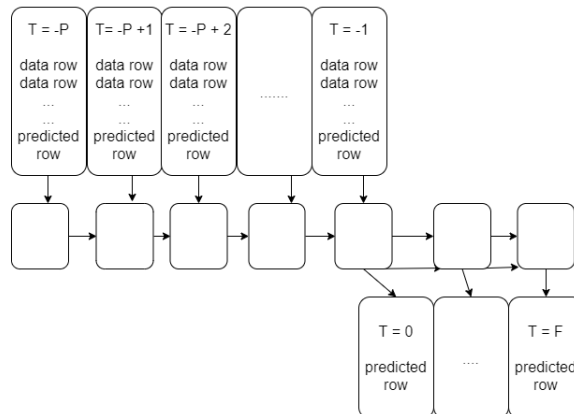 T = -P
data row
data row
...
...
predicted
row
T= -P +1
data row
data row
...
...
predicted
row
T = -P + 2
data row
data row
...
...
predicted
row
.......
T = -1
data row
data row
...
...
predicted
row
T = 0
predicted
row
....
T = F
predicted
row